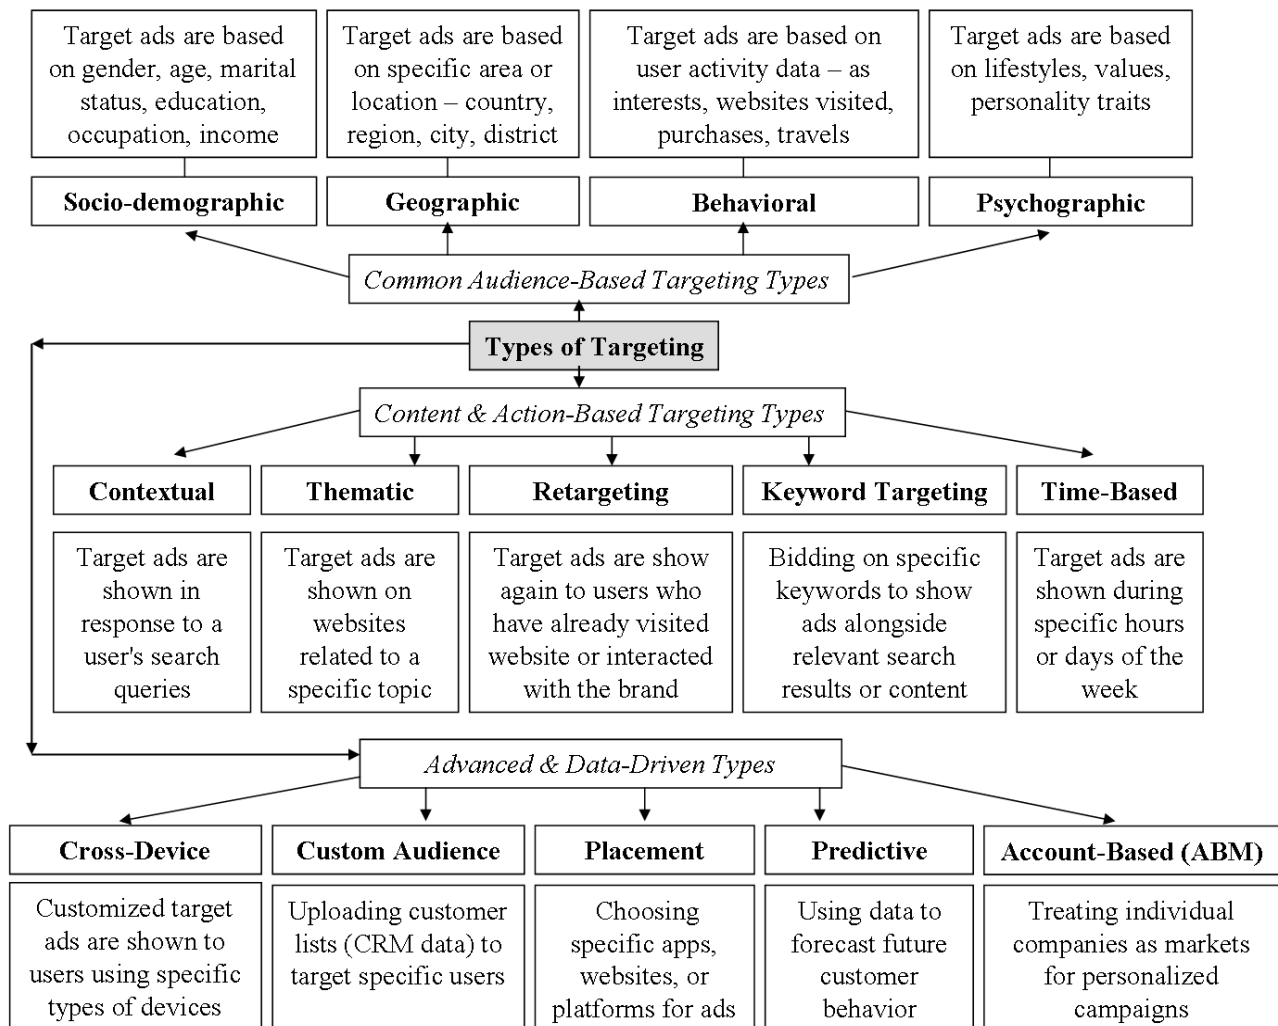 Target ads are based
on gender, age, marital
status, education,
occupation, income
Target ads are based
on specific area or
location – country,
region, city, district
Target ads are based on
user activity data – as
interests, websites visited,
purchases, travels
Target ads are based
on lifestyles, values,
personality traits
Socio-demographic
Geographic
Behavioral
Psychographic
Common Audience-Based Targeting Types
Types of Targeting
Content & Action-Based Targeting Types
Contextual
Thematic
Retargeting
Keyword Targeting
Time-Based
Target ads are
shown in
response to a
user's search
queries
Target ads are
shown on
websites
related to a
specific topic
Target ads are show
again to users who
have already visited
website or interacted
with the brand
Bidding on specific
keywords to show
ads alongside
relevant search
results or content
Target ads are
shown during
specific hours
or days of the
week
Advanced & Data-Driven Types
Cross-Device
Custom Audience
Placement
Predictive
Account-Based (ABM)
Customized target
ads are shown to
users using specific
types of devices
Uploading customer
lists (CRM data) to
target specific users
Choosing
specific apps,
websites, or
platforms for ads
Using data to
forecast future
customer
behavior
Treating individual
companies as markets
for personalized
campaigns